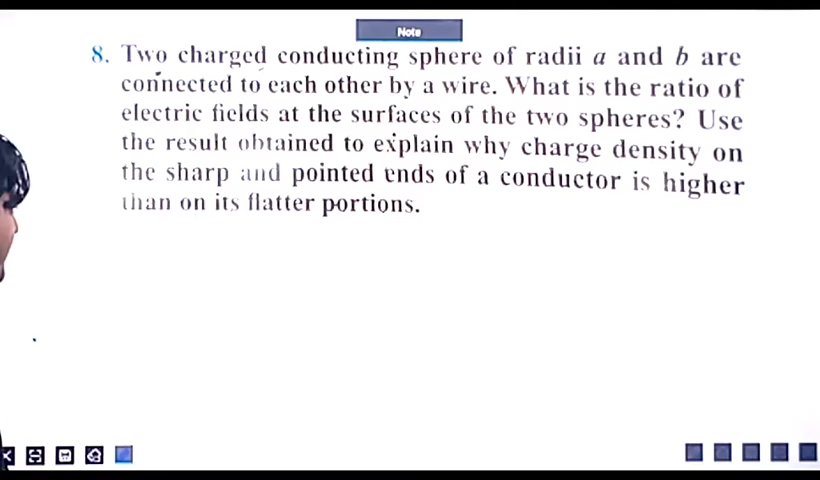 Note
8. Two charged conducting sphere of radii a and b are
connected to each other by a wire. What is the ratio of
electric fields at the surfaces of the two spheres? Use
the result obtained to explain why charge density on
the sharp and pointed ends of a conductor is higher
than on its flatter portions.